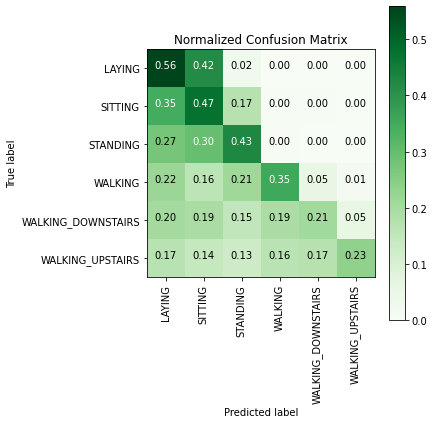 Normalized Confusion Matrix
True label
LAYING 0.56 0.42 0.02 0.00 0.00 0.00
SITTING 0.35 0.47 0.17 0.00 0.00 0.00
STANDING 0.27 0.30 0.43 0.00 0.00 0.00
WALKING 0.22 0.16 0.21 0.35 0.05 0.01
WALKING_DOWNSTAIRS 0.20 0.19 0.15 0.19 0.21 0.05
WALKING_UPSTAIRS 0.17 0.14 0.13 0.16 0.17 0.23
LAYING
SITTING
STANDING
WALKING
WALKING_DOWNSTAIRS
WALKING_UPSTAIRS
Predicted label
0.5
0.4
0.3
0.2
0.1
0.0